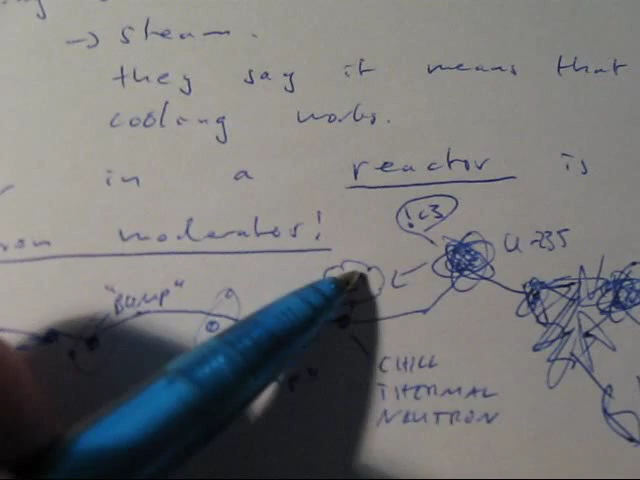 → steam.
they say it means that
cooling works.
in a reactor is
moderator!
!<3
U-235
"BUMP"
CHILL
THERMAL
NEUTRON